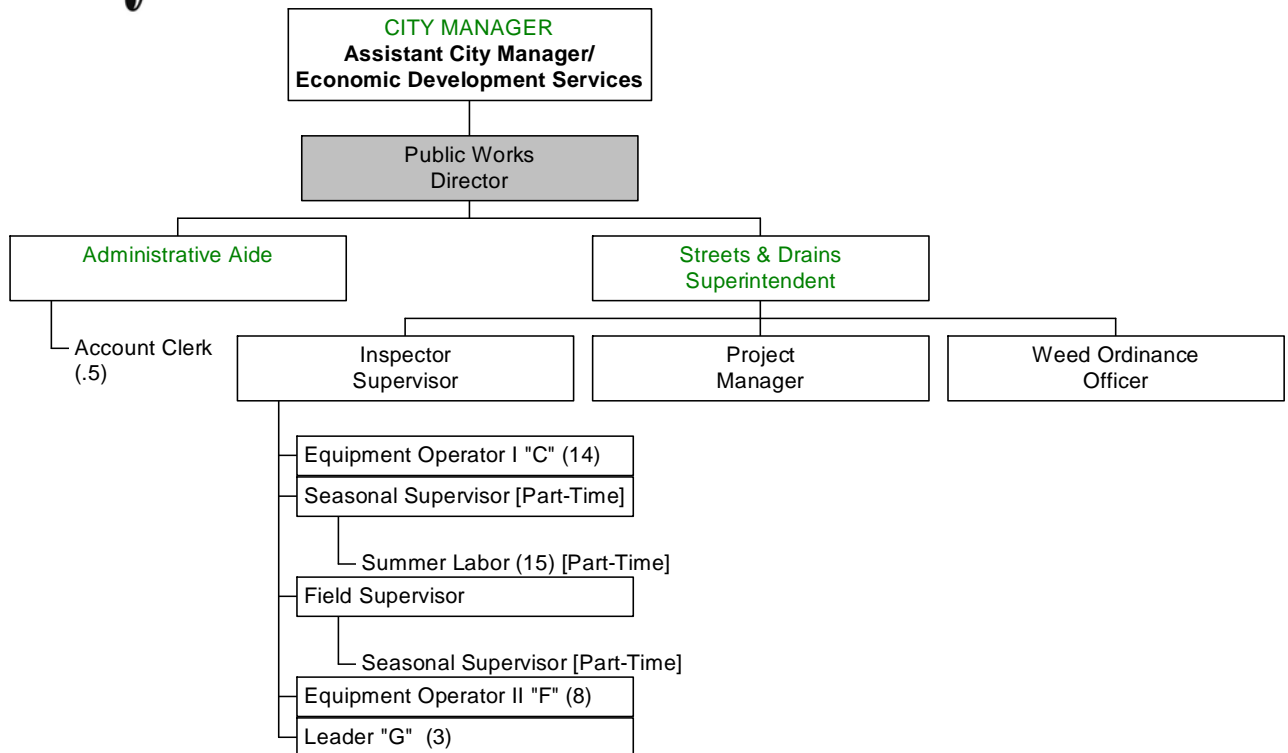 CITY MANAGER
Assistant City Manager/
Economic Development Services
Public Works
Director
Administrative Aide
Account Clerk
(.5)
Streets & Drains
Superintendent
Inspector
Supervisor
Project
Manager
Weed Ordinance
Officer
Equipment Operator I "C" (14)
Seasonal Supervisor [Part-Time]
Summer Labor (15) [Part-Time]
Field Supervisor
Seasonal Supervisor [Part-Time]
Equipment Operator II "F" (8)
Leader "G" (3)